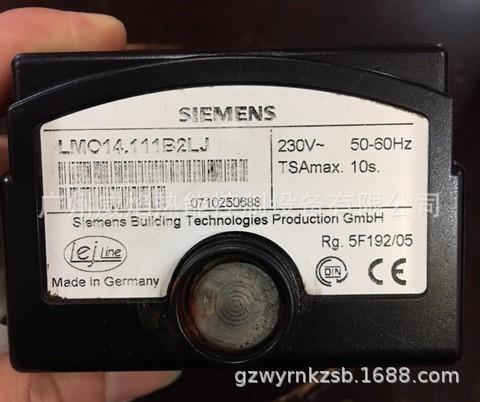 SIEMENS
LMO14.111B2LJ
230V~ 50-60Hz
TSAmax. 10s.
0710250688
Siemens Building Technologies Production GmbH
lej Line
Rg. 5F192/05
Made in Germany
DIN
CE
gzwyrnkzsb.1688.com